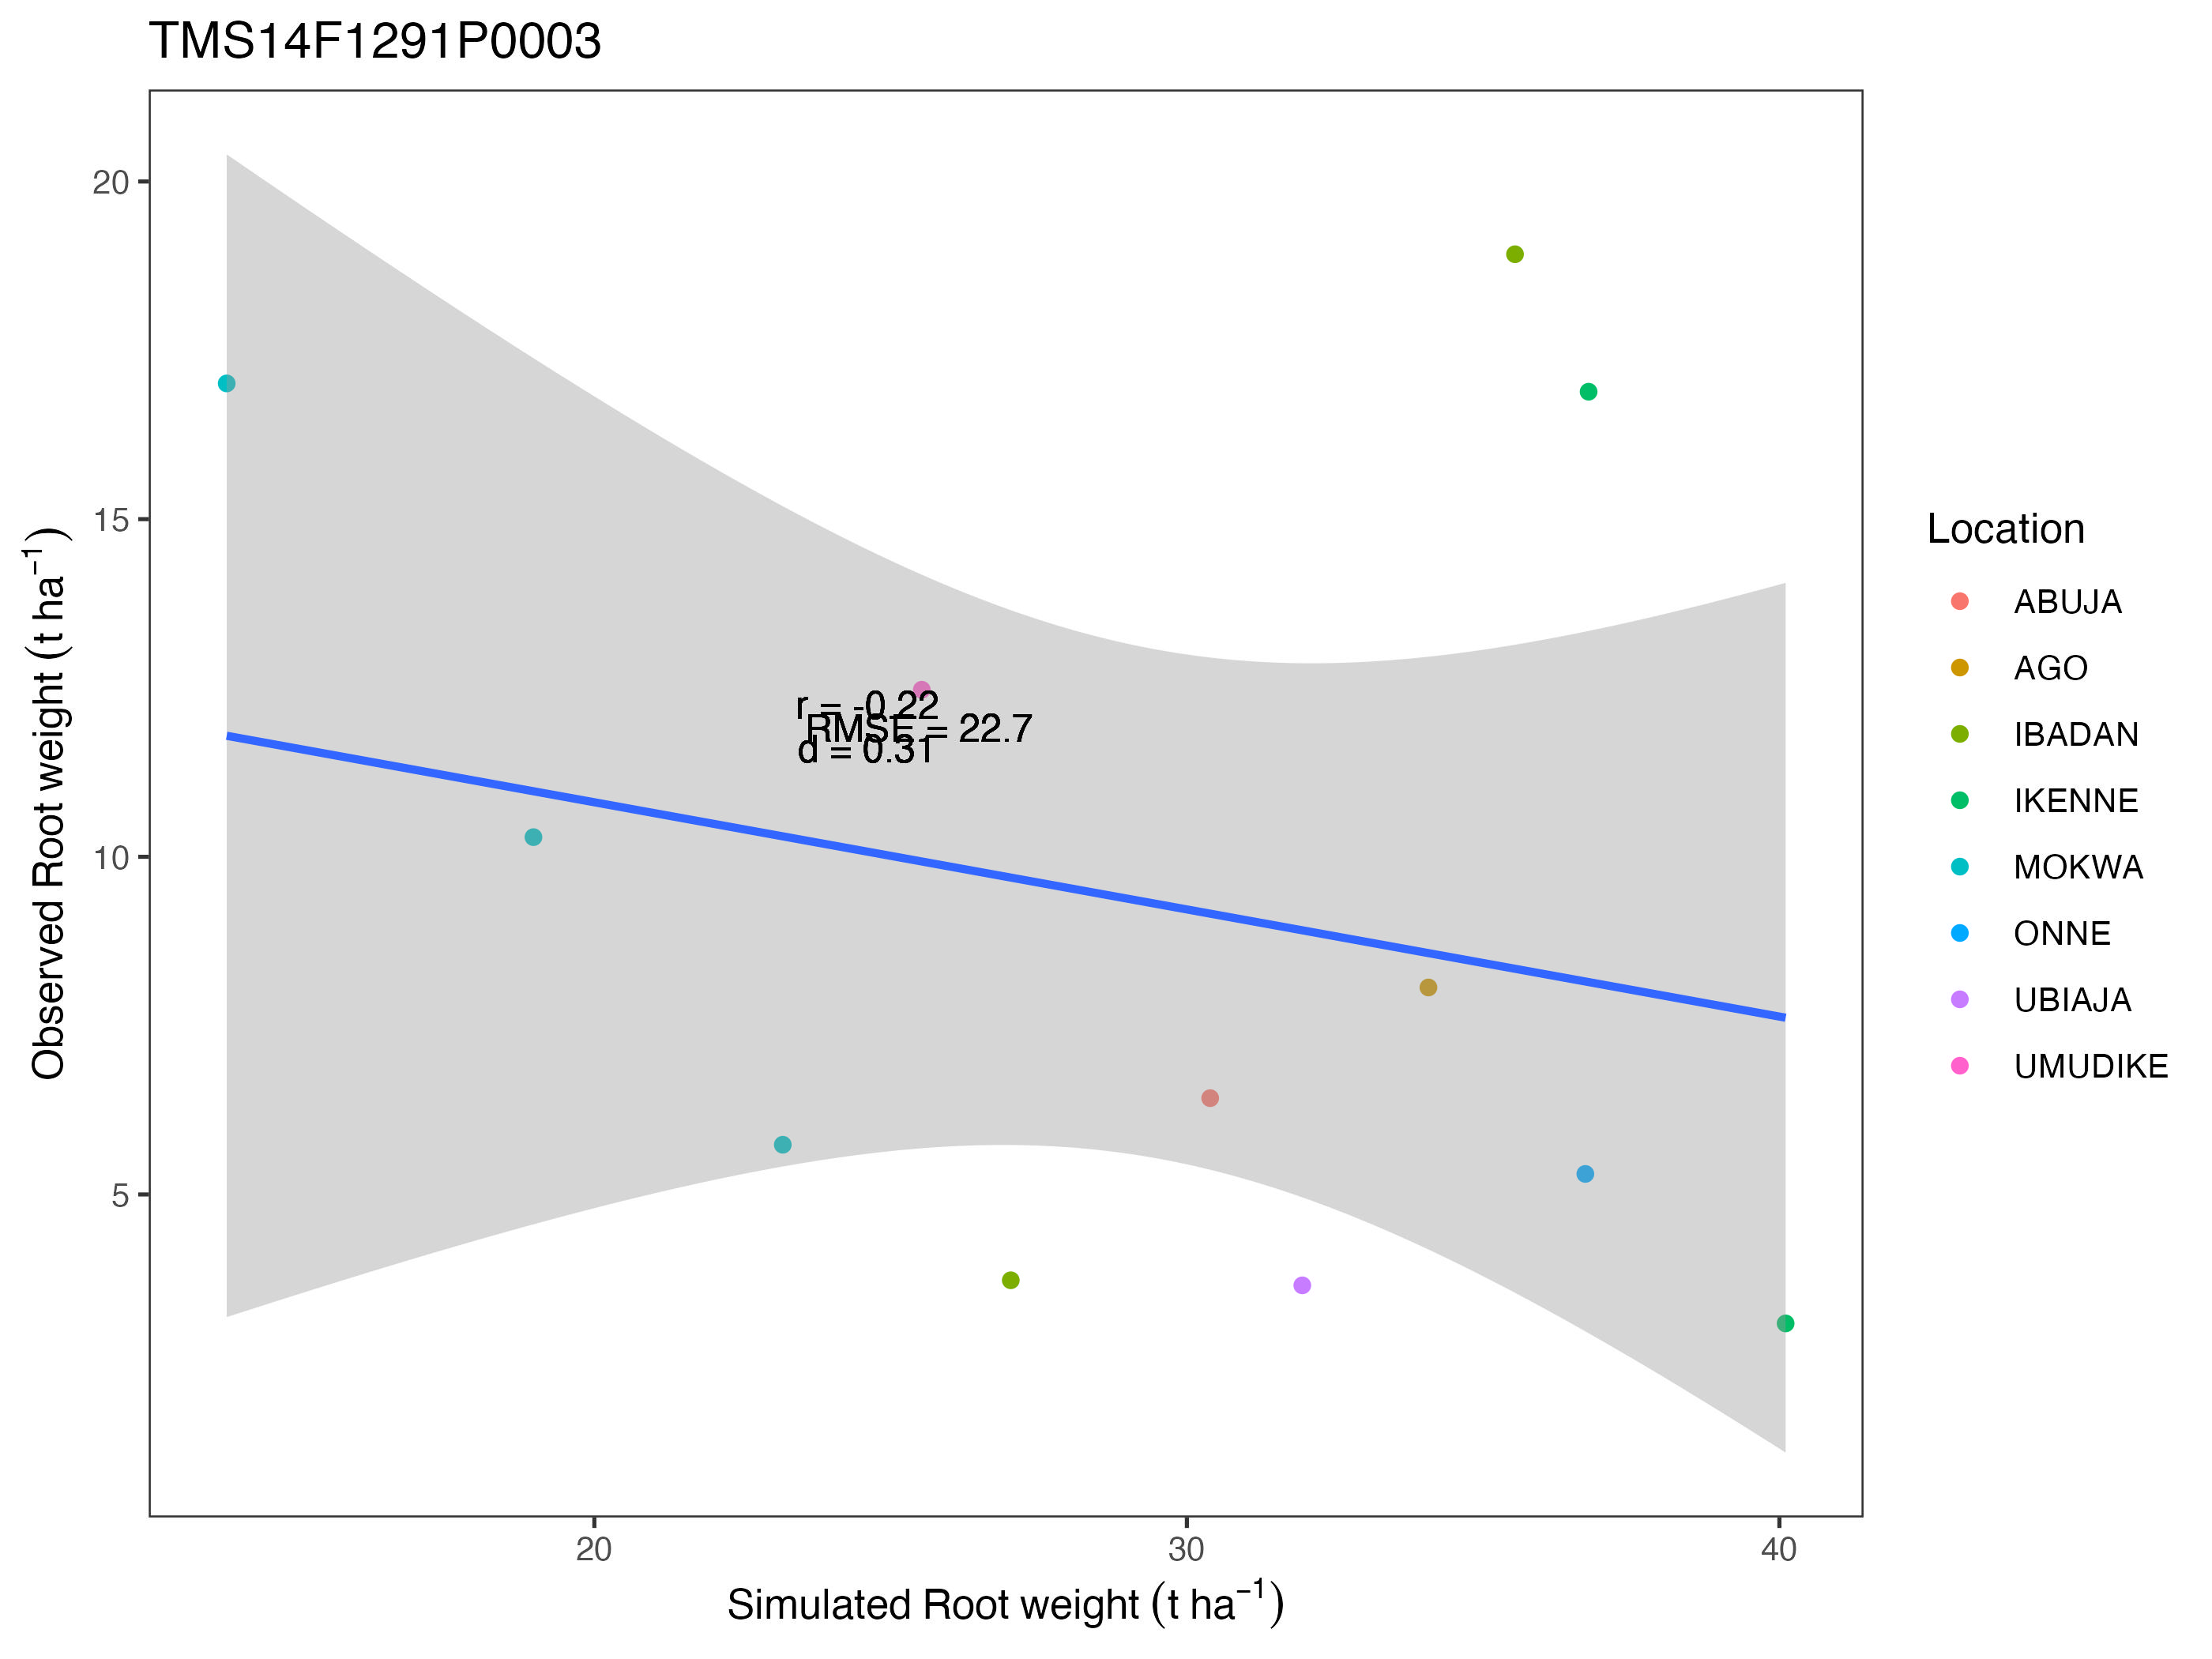 TMS14F1291P0003
Observed Root weight (t ha⁻¹)
20
15
10
5
r = -0.22
RMSE = 22.7
d = 0.31
20 30 40
Simulated Root weight (t ha⁻¹)
Location
ABUJA
AGO
IBADAN
IKENNE
MOKWA
ONNE
UBIAJA
UMUDIKE